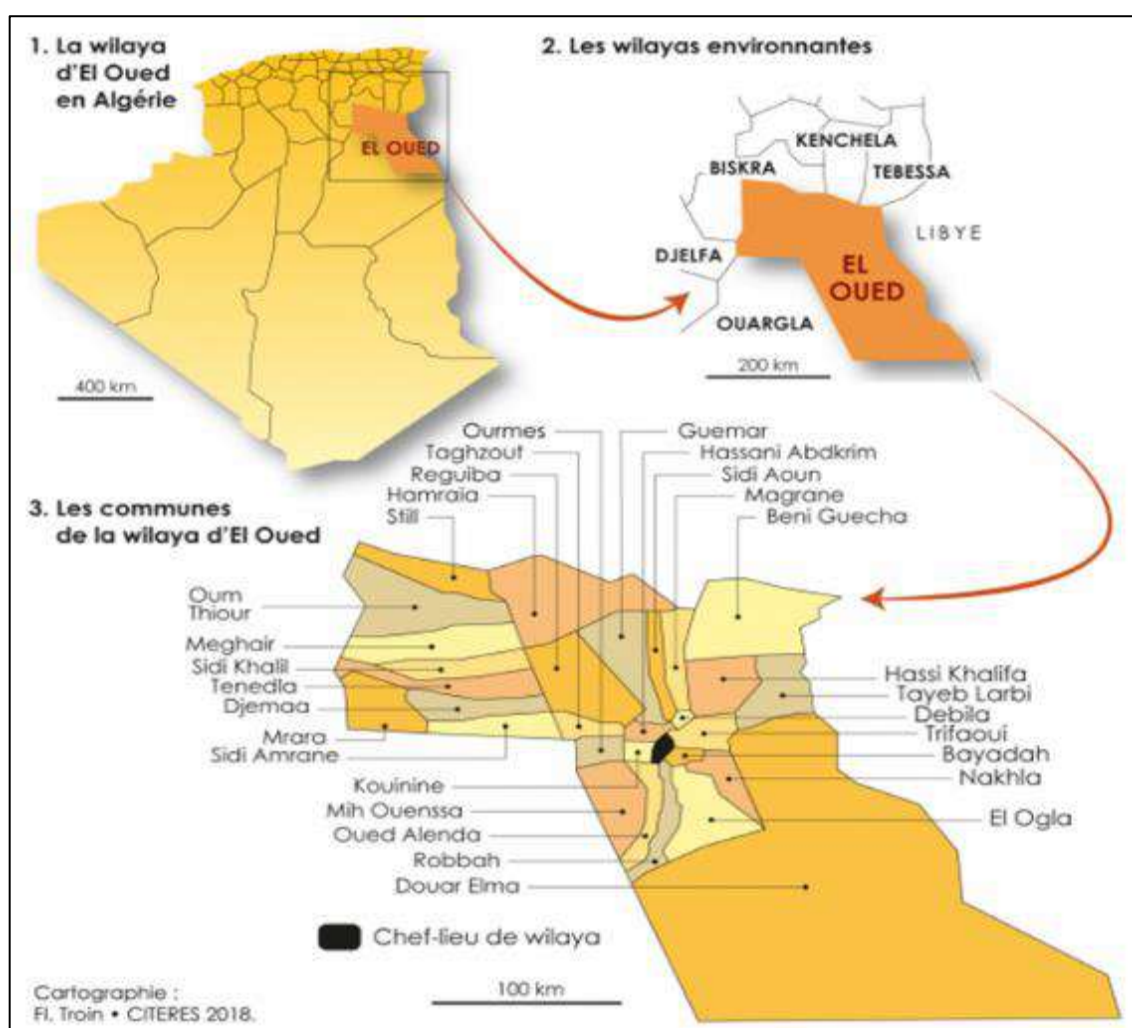 1. La wilaya
d'El Oued
en Algérie
EL OUED
400 km
2. Les wilayas environnantes
KENCHELA
BISKRA
TEBESSA
LIBYE
DJELFA
EL
OUED
OUARGLA
200 km
3. Les communes
de la wilaya d'El Oued
Ourmes
Taghzout
Reguiba
Hamraïa
Still
Guemar
Hassani Abdkrim
Sidi Aoun
Magrane
Beni Guecha
Oum
Thiour
Meghair
Sidi Khalil
Tenedla
Djemaa
Mrara
Sidi Amrane
Hassi Khalifa
Tayeb Larbi
Debila
Trifaoui
Bayadah
Nakhla
El Ogla
Kouinine
Mih Ouenssa
Oued Alenda
Robbah
Douar Elma
Chef-lieu de wilaya
100 km
Cartographie :
Fl. Troin • CITERES 2018.